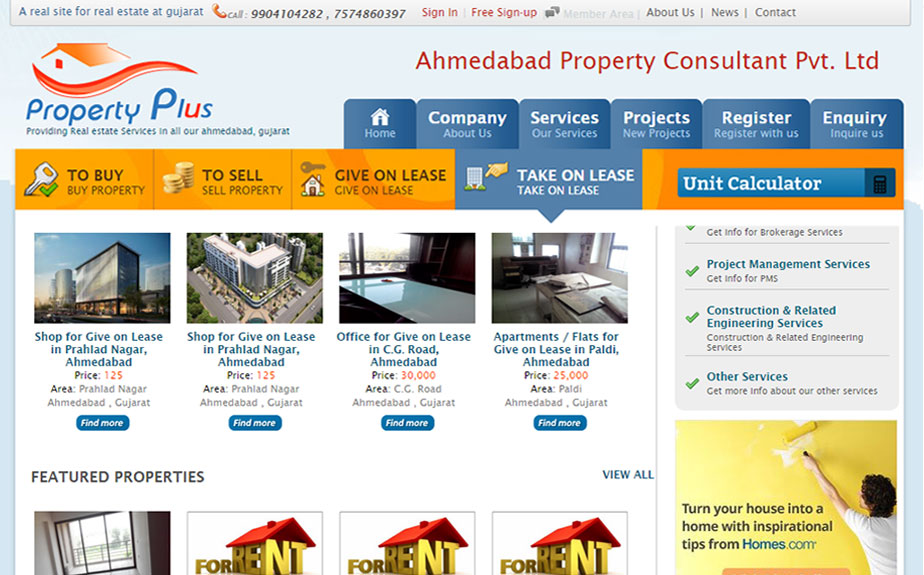 A real site for real estate at gujarat
CALL : 9904104282 , 7574860397
Sign In | Free Sign-up
Member Area | About Us | News | Contact
Property Plus
Providing Real estate Services in all our ahmedabad, gujarat
Ahmedabad Property Consultant Pvt. Ltd
Home
Company
About Us
Services
Our Services
Projects
New Projects
Register
Register with us
Enquiry
Inquire us
TO BUY
BUY PROPERTY
TO SELL
SELL PROPERTY
GIVE ON LEASE
GIVE ON LEASE
TAKE ON LEASE
TAKE ON LEASE
Unit Calculator
Shop for Give on Lease
in Prahlad Nagar,
Ahmedabad
Price: 125
Area: Prahlad Nagar
Ahmedabad , Gujarat
Find more
Shop for Give on Lease
in Prahlad Nagar,
Ahmedabad
Price: 125
Area: Prahlad Nagar
Ahmedabad , Gujarat
Find more
Office for Give on Lease
in C.G. Road,
Ahmedabad
Price: 30,000
Area: C.G. Road
Ahmedabad , Gujarat
Find more
Apartments / Flats for
Give on Lease in Paldi,
Ahmedabad
Price: 25,000
Area: Paldi
Ahmedabad , Gujarat
Find more
Get info for Brokerage Services
Project Management Services
Get info for PMS
Construction & Related
Engineering Services
Construction & Related Engineering
Services
Other Services
Get more info about our other services
FEATURED PROPERTIES
VIEW ALL
FOR RENT
FOR RENT
FOR RENT
Turn your house into a
home with inspirational
tips from Homes.com